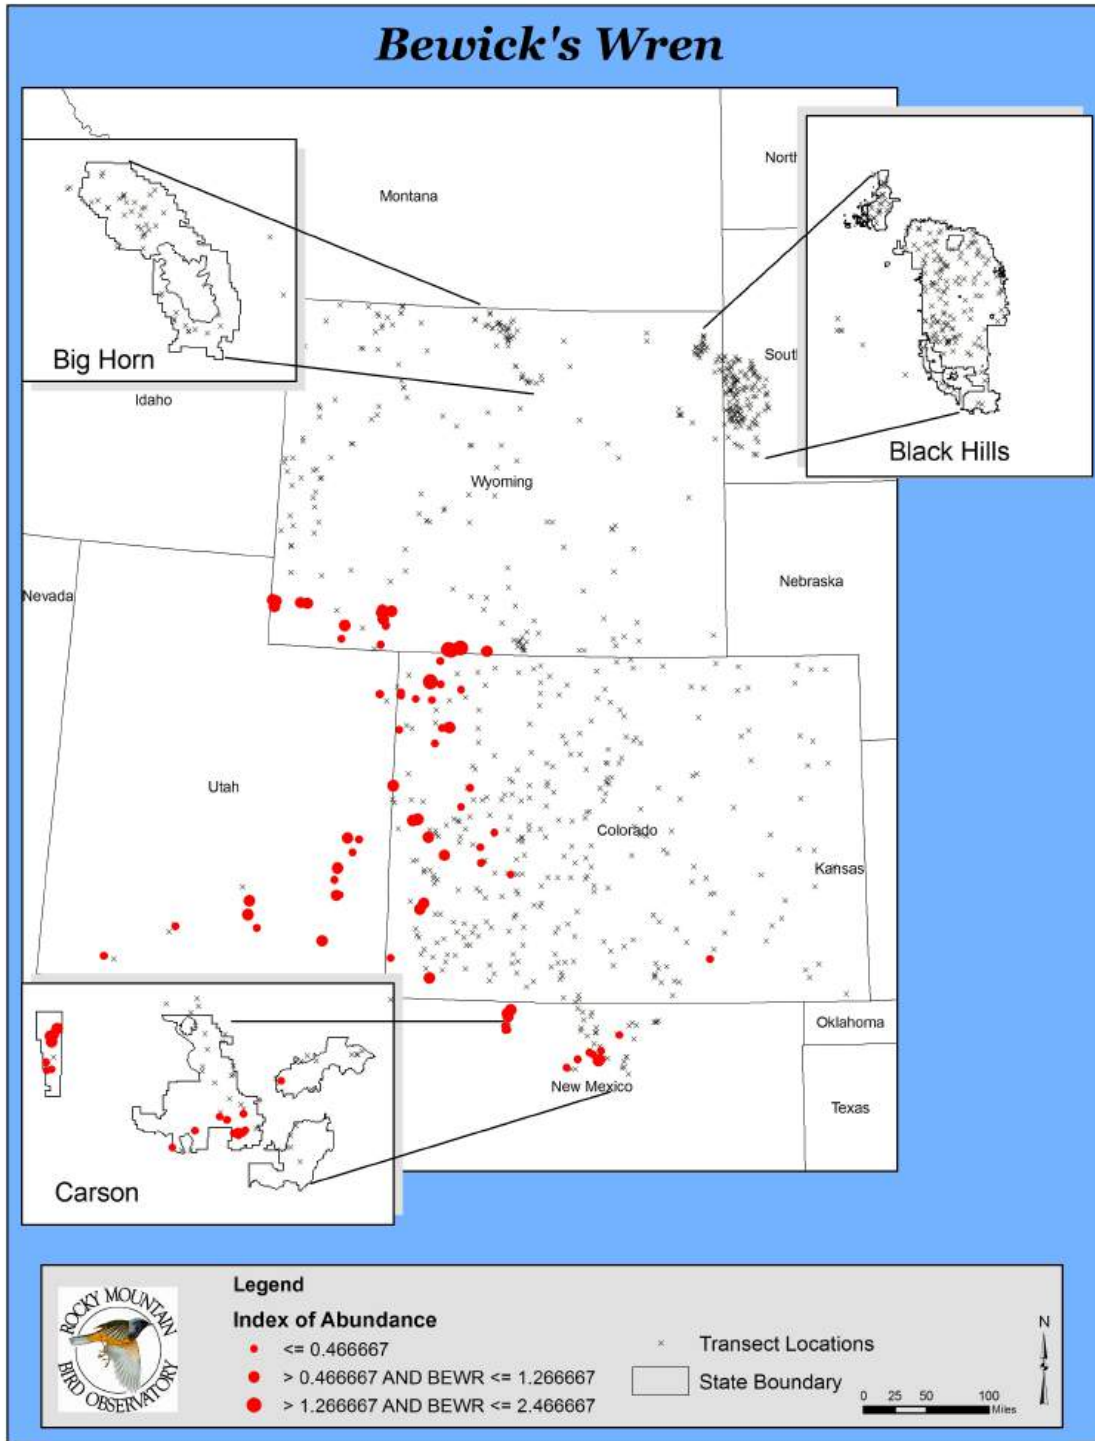 Bewick's Wren
Montana
North
South
Big Horn
Idaho
Black Hills
Wyoming
Nebraska
Nevada
Utah
Colorado
Kansas
Oklahoma
New Mexico
Texas
Carson
Legend
Index of Abundance
<= 0.466667
> 0.466667 AND BEWR <= 1.266667
> 1.266667 AND BEWR <= 2.466667
Transect Locations
State Boundary
N
0 25 50 100
Miles
ROCKY MOUNTAIN
BIRD OBSERVATORY